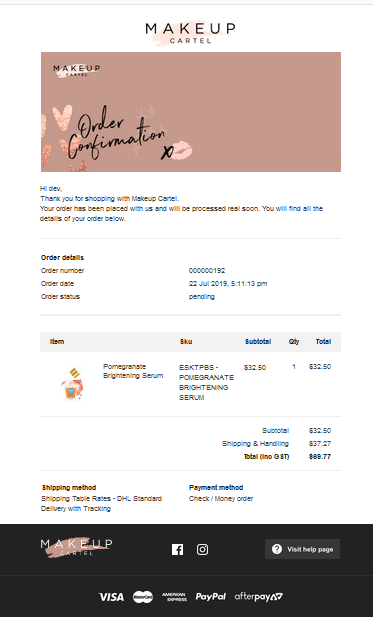 MAKEUP
CARTEL
MAKEUP
CARTEL
Order
Confirmation
Hi dev,
Thank you for shopping with Makeup Cartel.
Your order has been placed with us and will be processed real soon. You will find all the
details of your order below.
Order details
Order number 000000192
Order date 22 Jul 2019, 5:11:13 pm
Order status pending
Item Sku Subtotal Qty Total
Pomegranate ESKTPBS - $32.50 1 $32.50
Brightening Serum POMEGRANATE
BRIGHTENING
SERUM
Subtotal $32.50
Shipping & Handling $37.27
Total (inc GST) $69.77
Shipping method Payment method
Shipping Table Rates - DHL Standard Check / Money order
Delivery with Tracking
MAKEUP
CARTEL
? Visit help page
VISA MasterCard AMERICAN EXPRESS PayPal afterpay